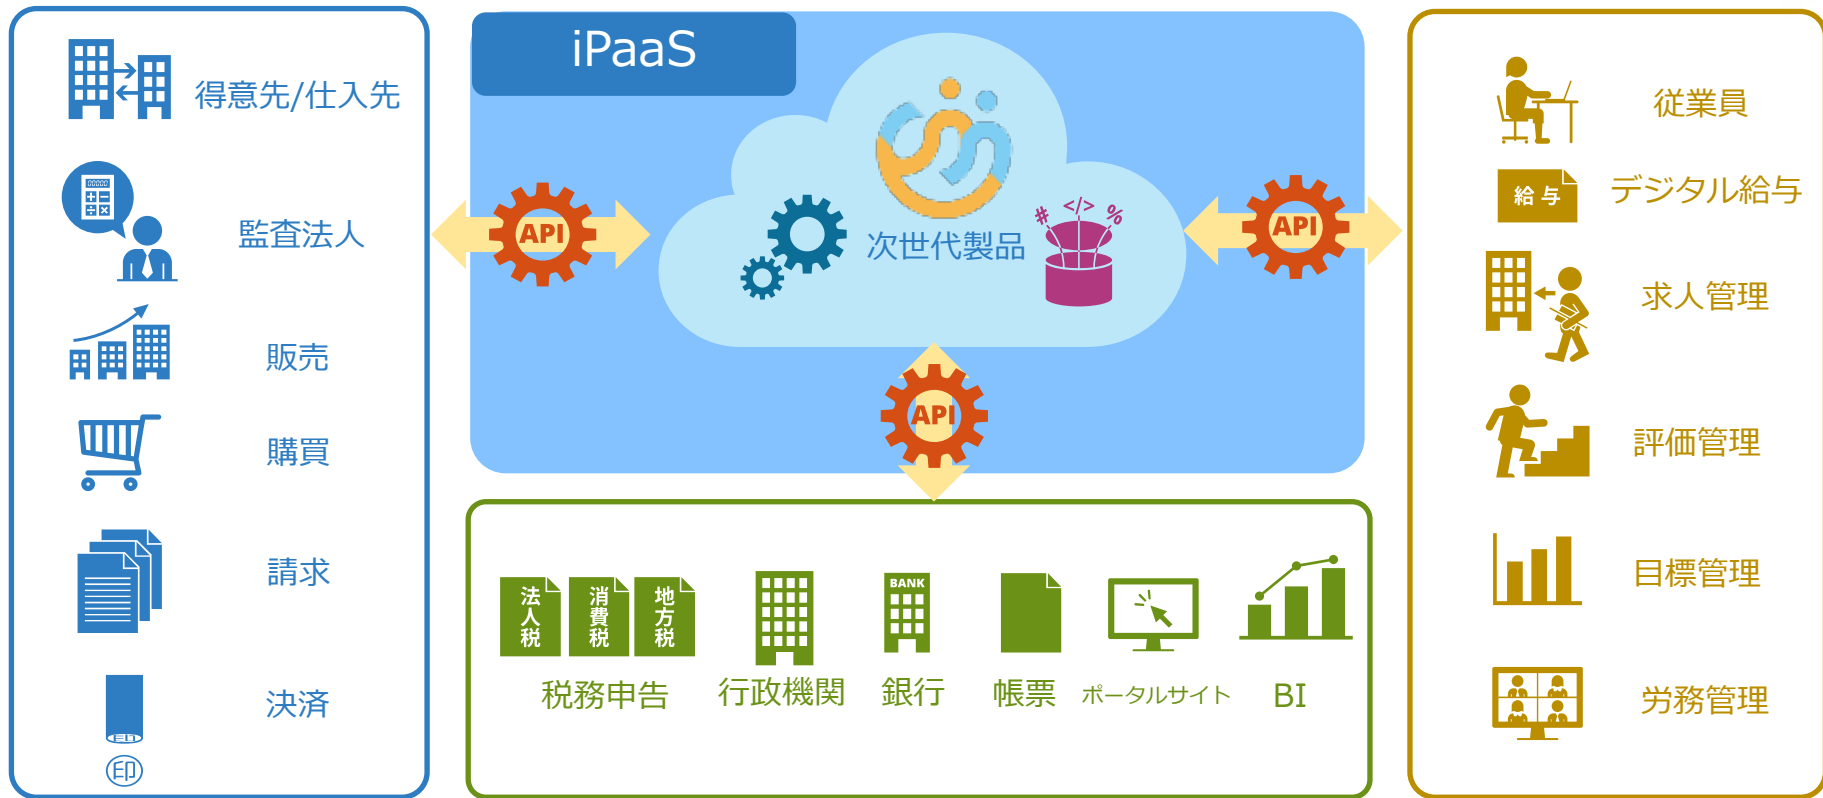 得意先/仕入先
監査法人
販売
購買
請求
決済
印
iPaaS
次世代製品
# </> %
API
API
API
従業員
給与
デジタル給与
求人管理
評価管理
目標管理
労務管理
法人税
消費税
地方税
税務申告
行政機関
BANK
銀行
帳票
ポータルサイト
BI